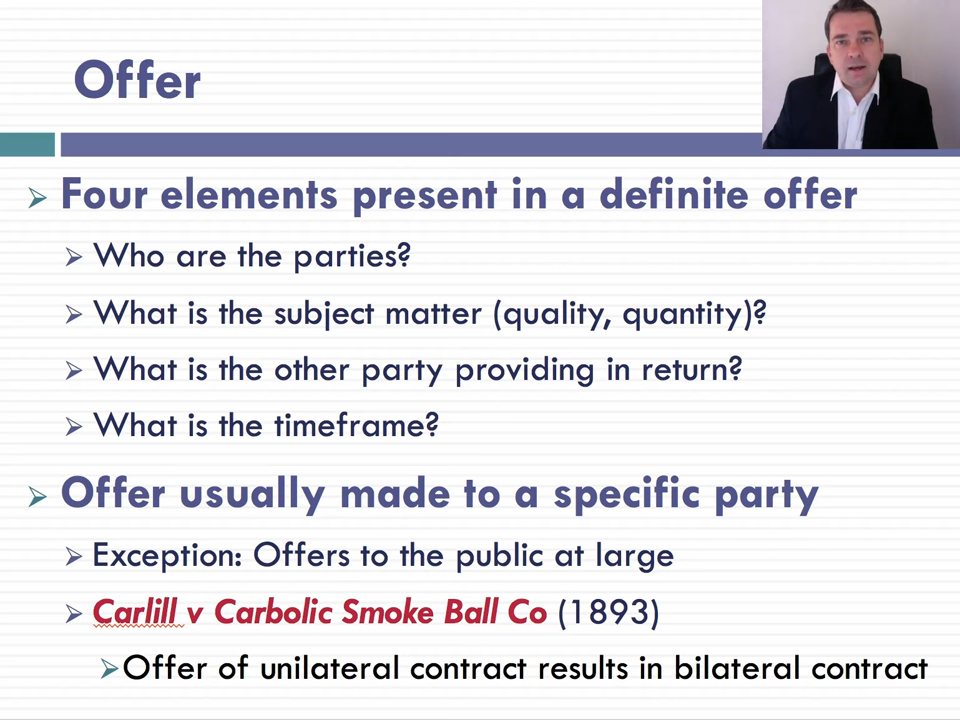 Offer
Four elements present in a definite offer
Who are the parties?
What is the subject matter (quality, quantity)?
What is the other party providing in return?
What is the timeframe?
Offer usually made to a specific party
Exception: Offers to the public at large
Carlill v Carbolic Smoke Ball Co (1893)
Offer of unilateral contract results in bilateral contract